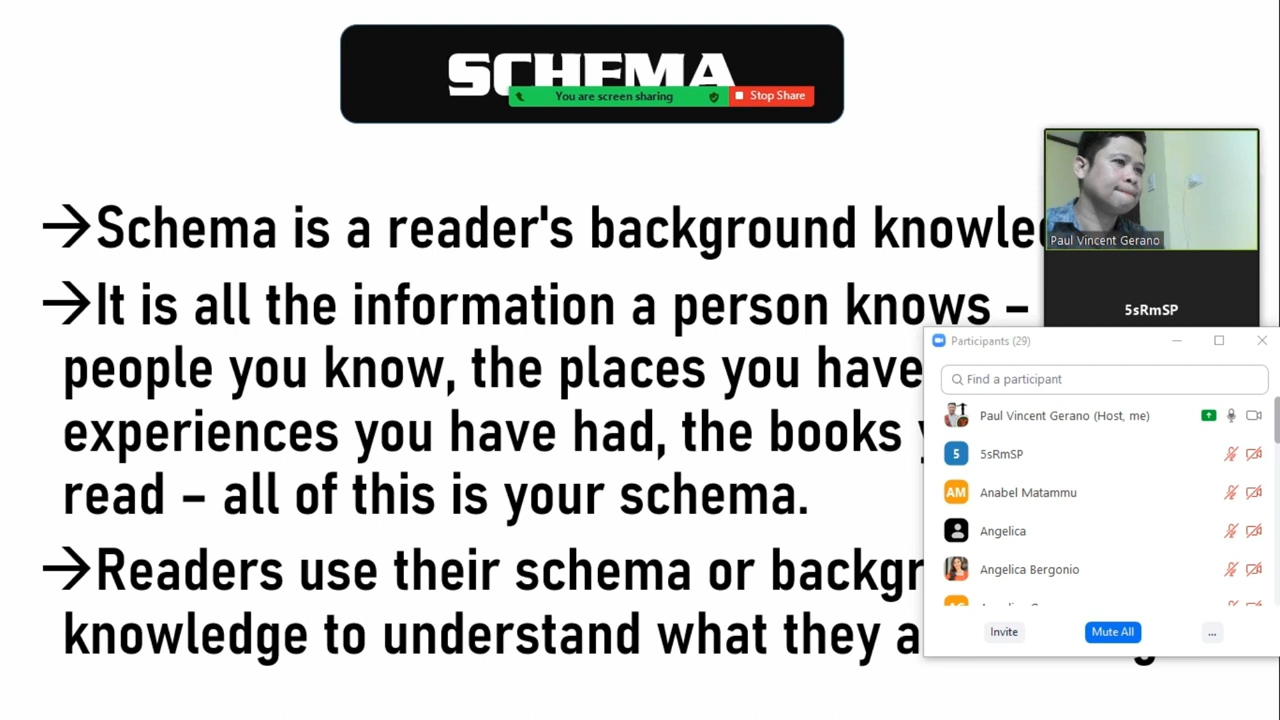 SCHEMA
You are screen sharing
Stop Share
→Schema is a reader's background
→It is all the information a person knows –
people you know, the places you have
experiences you have had, the books
read – all of this is your schema.
→Readers use their schema or
knowledge to understand what they
Paul Vincent Gerano
5sRmSP
Participants (29)
Find a participant
Paul Vincent Gerano (Host, me)
5 5sRmSP
AM Anabel Matammu
Angelica
Angelica Bergonio
Invite
Mute All
...